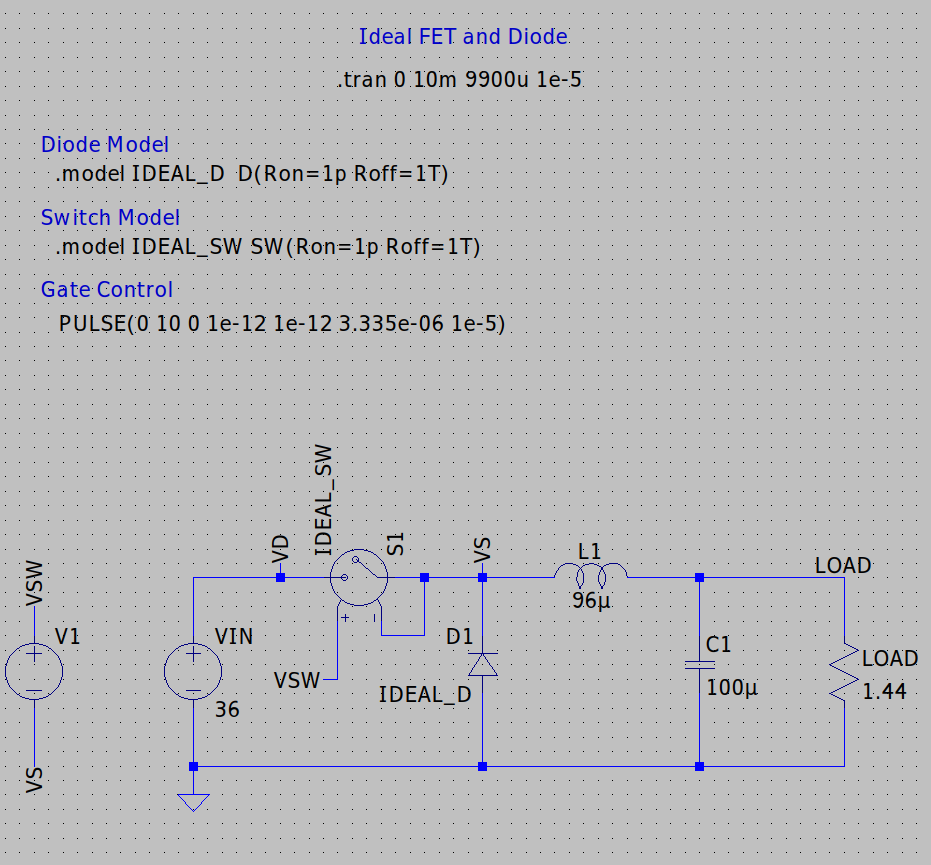 Ideal FET and Diode
.tran 0 10m 9900u 1e-5
Diode Model
.model IDEAL_D D(Ron=1p Roff=1T)
Switch Model
.model IDEAL_SW SW(Ron=1p Roff=1T)
Gate Control
PULSE(0 10 0 1e-12 1e-12 3.335e-06 1e-5)
VSW
V1
VS
VIN
36
VD
IDEAL_SW
S1
VSW
VS
D1
IDEAL_D
L1
96µ
C1
100µ
LOAD
LOAD
1.44